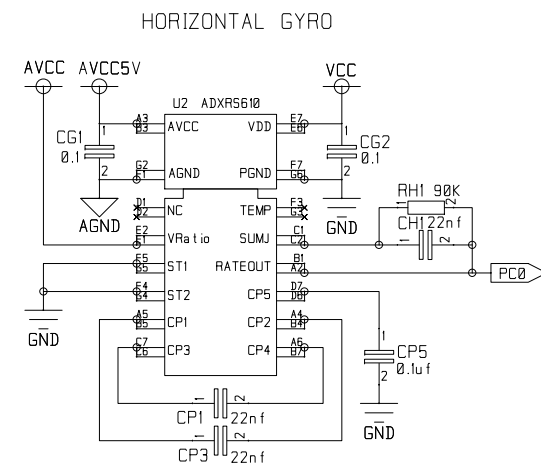 HORIZONTAL GYRO
AVCC AVCC5V VCC
U2 ADXRS610
A3 B3 AVCC VDD E7 E6
CG1 0.1 1 2
CG2 0.1 1 2
G2 F1 AGND PGND F7 G6
AGND
GND
RH1 90K
D1 D2 NC TEMP F3 G3
CH1 22nf 1 2
E2 E1 VRatio SUMJ C1 C2
F5 G5 ST1 RATEOUT B1 A2
PC0
F4 G4 ST2 CP5 D7 D6
A5 B5 CP1 CP2 A4 B4
GND
C7 C6 CP3 CP4 A6 B7
CP5 0.1uf 1 2
1 2
CP1 22nf
1 2
CP3 22nf
GND